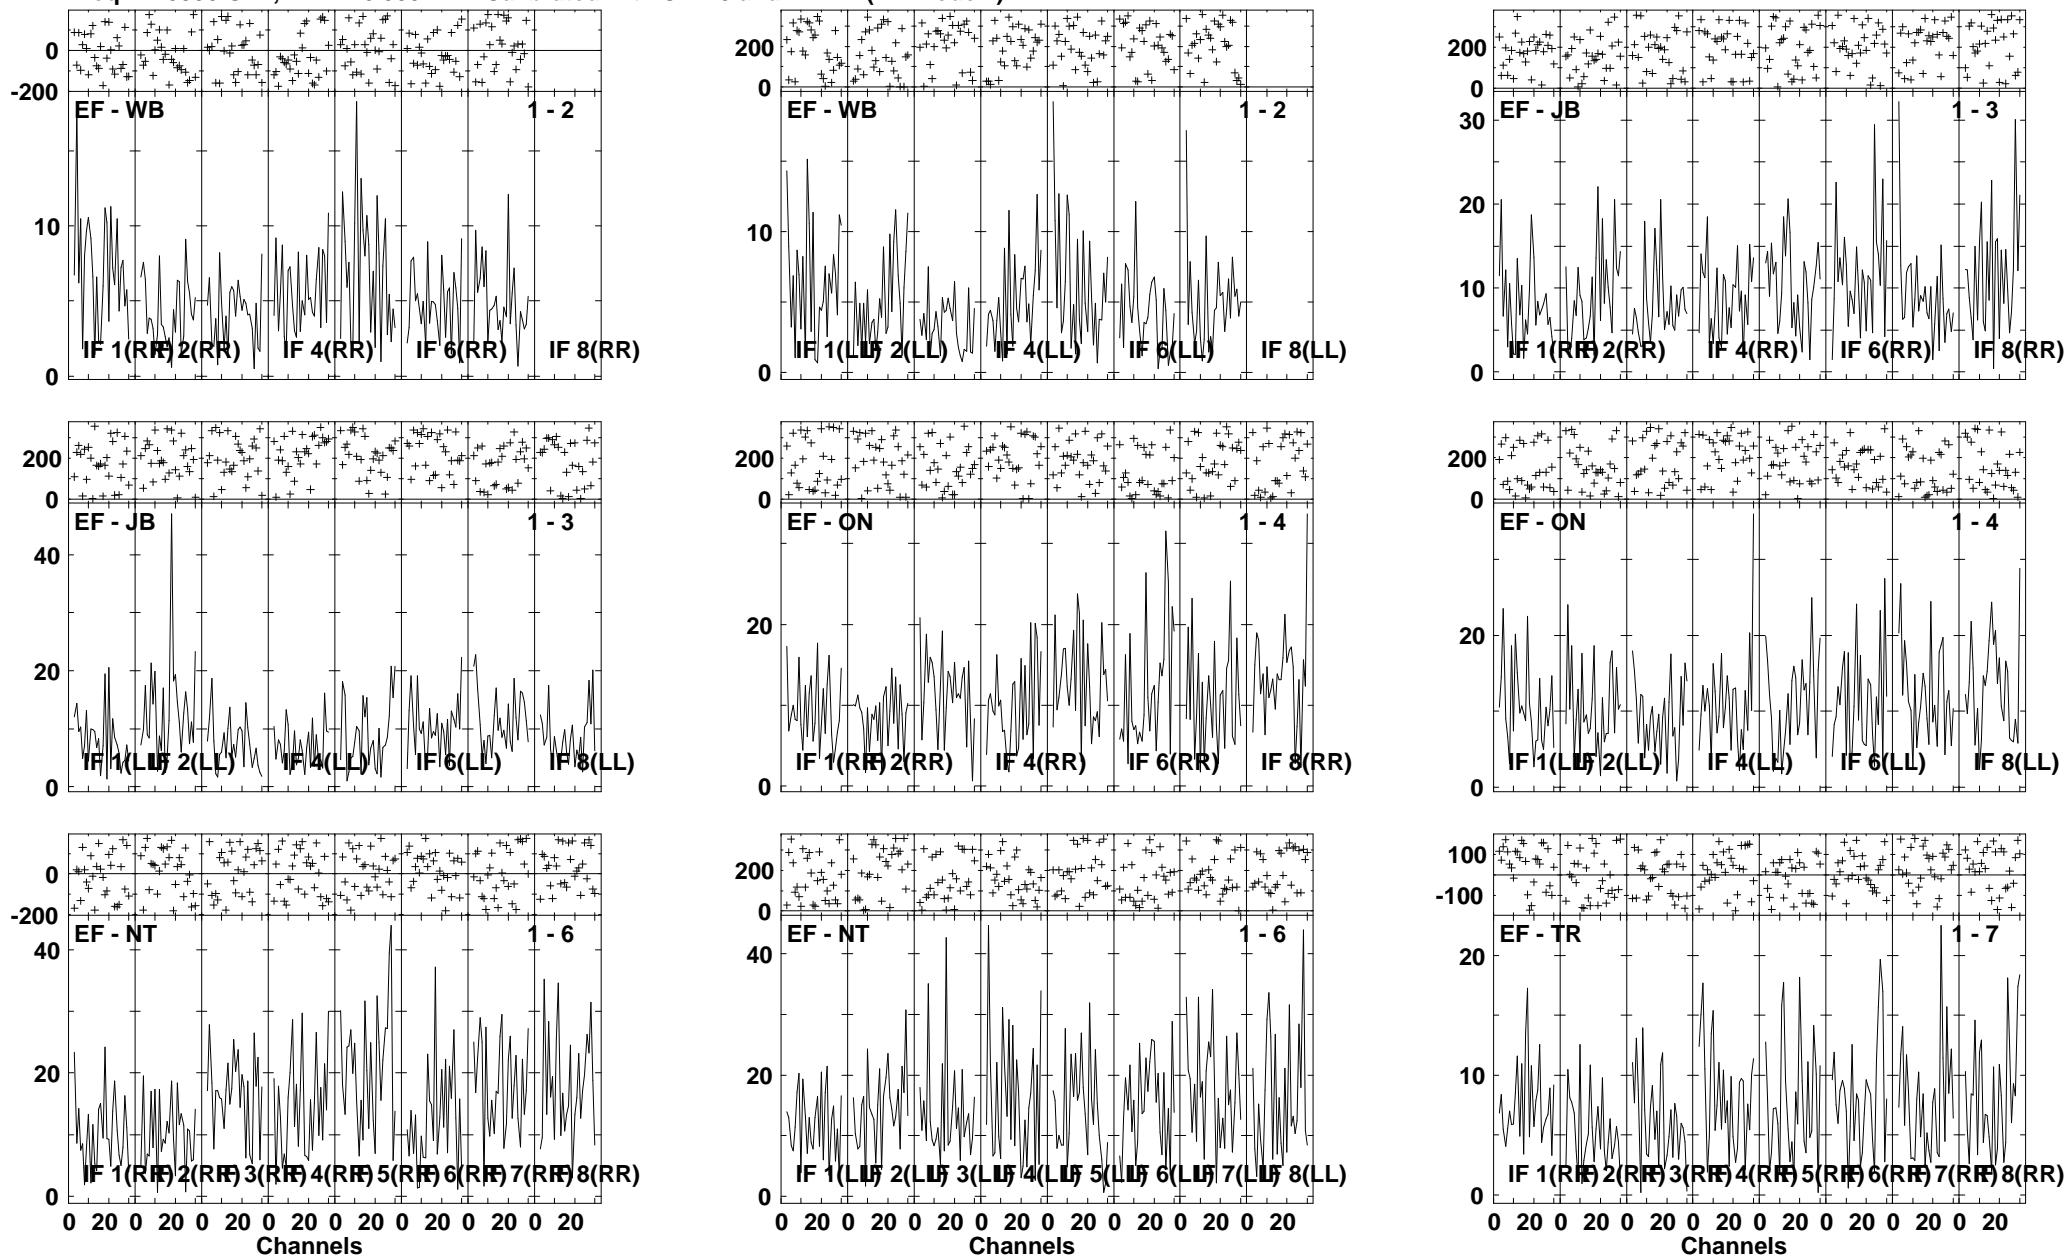 0
-200
EF - WB 1 - 2
10
0
IF 1(RR) IF 2(RR) IF 4(RR) IF 6(RR) IF 8(RR)
200
0
EF - WB 1 - 2
10
0
IF 1(LL) IF 2(LL) IF 4(LL) IF 6(LL) IF 8(LL)
200
0
EF - JB 1 - 3
30
20
10
0
IF 1(RR) IF 2(RR) IF 4(RR) IF 6(RR) IF 8(RR)
200
0
EF - JB 1 - 3
40
20
0
IF 1(LL) IF 2(LL) IF 4(LL) IF 6(LL) IF 8(LL)
200
0
EF - ON 1 - 4
20
0
IF 1(RR) IF 2(RR) IF 4(RR) IF 6(RR) IF 8(RR)
200
0
EF - ON 1 - 4
20
0
IF 1(LL) IF 2(LL) IF 4(LL) IF 6(LL) IF 8(LL)
0
-200
EF - NT 1 - 6
40
20
0
IF 1(RR) IF 2(RR) IF 3(RR) IF 4(RR) IF 5(RR) IF 6(RR) IF 7(RR) IF 8(RR)
0 20 0 20 0 20 0 20 0 20 0 20 0 20 0 20
Channels
200
0
EF - NT 1 - 6
40
20
0
IF 1(LL) IF 2(LL) IF 3(LL) IF 4(LL) IF 5(LL) IF 6(LL) IF 7(LL) IF 8(LL)
0 20 0 20 0 20 0 20 0 20 0 20 0 20 0 20
Channels
100
-100
EF - TR 1 - 7
20
10
0
IF 1(RR) IF 2(RR) IF 3(RR) IF 4(RR) IF 5(RR) IF 6(RR) IF 7(RR) IF 8(RR)
0 20 0 20 0 20 0 20 0 20 0 20 0 20 0 20
Channels